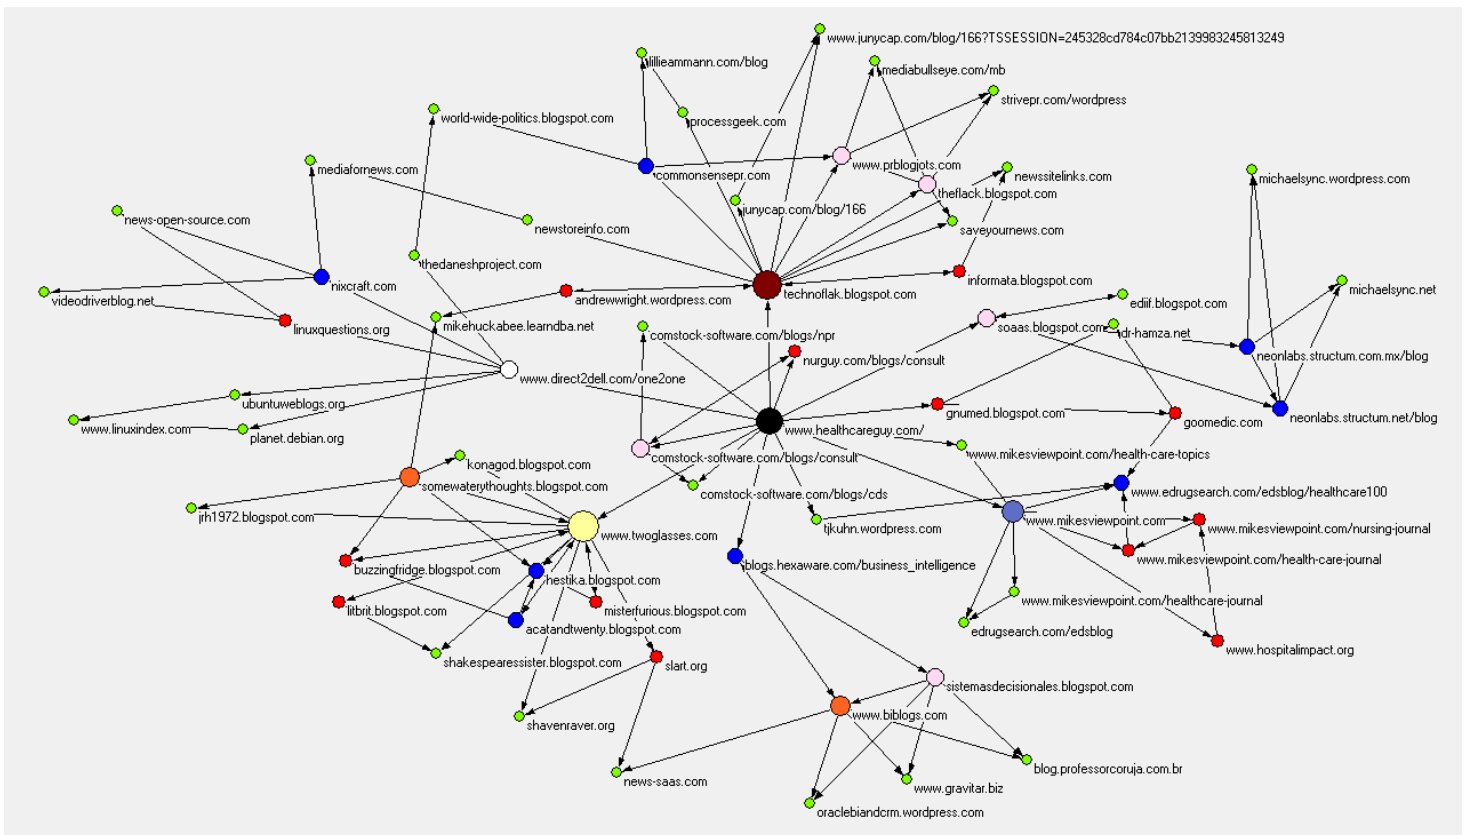 www.junycap.com/blog/166?TSSESSION=245328cd784c07bb2139983245813249
lillieammann.com/blog
mediabullseye.com/mb
strivepr.com/wordpress
world-wide-politics.blogspot.com
processgeek.com
mediafornews.com
commonsensepr.com
www.prblogjots.com
newssitelinks.com
michaelsync.wordpress.com
theflack.blogspot.com
junycap.com/blog/166
news-open-source.com
newstoreinfo.com
saveyournews.com
thedaneshproject.com
nixcraft.com
andrewwright.wordpress.com
technoflak.blogspot.com
informata.blogspot.com
michaelsync.net
videodriverblog.net
edlif.blogspot.com
linuxquestions.org
mikehuckabee.learndba.net
comstock-software.com/blogs/npr
soaas.blogspot.com
dr-hamza.net
neonlabs.structum.com.mx/blog
nurguy.com/blogs/consult
www.direct2dell.com/one2one
ubuntuweblogs.org
gnumed.blogspot.com
goomedic.com
neonlabs.structum.net/blog
www.linuxindex.com
planet.debian.org
www.healthcareguy.com/
www.mikesviewpoint.com/health-care-topics
konagod.blogspot.com
comstock-software.com/blogs/consult
somewaterythoughts.blogspot.com
comstock-software.com/blogs/cds
www.edrugsearch.com/edsblog/healthcare100
jrh1972.blogspot.com
tjkuhn.wordpress.com
www.mikesviewpoint.com
www.mikesviewpoint.com/nursing-journal
www.twoglasses.com
www.mikesviewpoint.com/health-care-journal
buzzingfridge.blogspot.com
hestika.blogspot.com
blogs.hexaware.com/business_intelligence
litbrit.blogspot.com
misterfurious.blogspot.com
www.mikesviewpoint.com/healthcare-journal
acatandtwenty.blogspot.com
edrugsearch.com/edsblog
www.hospitalimpact.org
shakespearessister.blogspot.com
slart.org
sistemasdecisionales.blogspot.com
www.biblogs.com
shavenraver.org
blog.professorcoruja.com.br
news-saas.com
www.gravitar.biz
oraclebiandcrm.wordpress.com